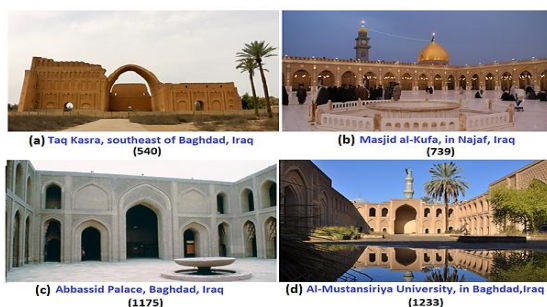 (a) Taq Kasra, southeast of Baghdad, Iraq
(540)
(b) Masjid al-Kufa, in Najaf, Iraq
(739)
(c) Abbassid Palace, Baghdad, Iraq
(1175)
(d) Al-Mustansiriya University, in Baghdad,Iraq
(1233)